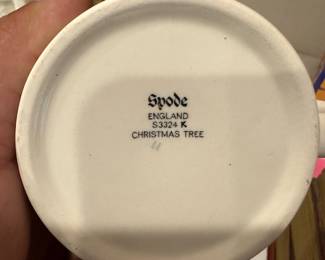 Spode
ENGLAND
S3324 K
CHRISTMAS TREE